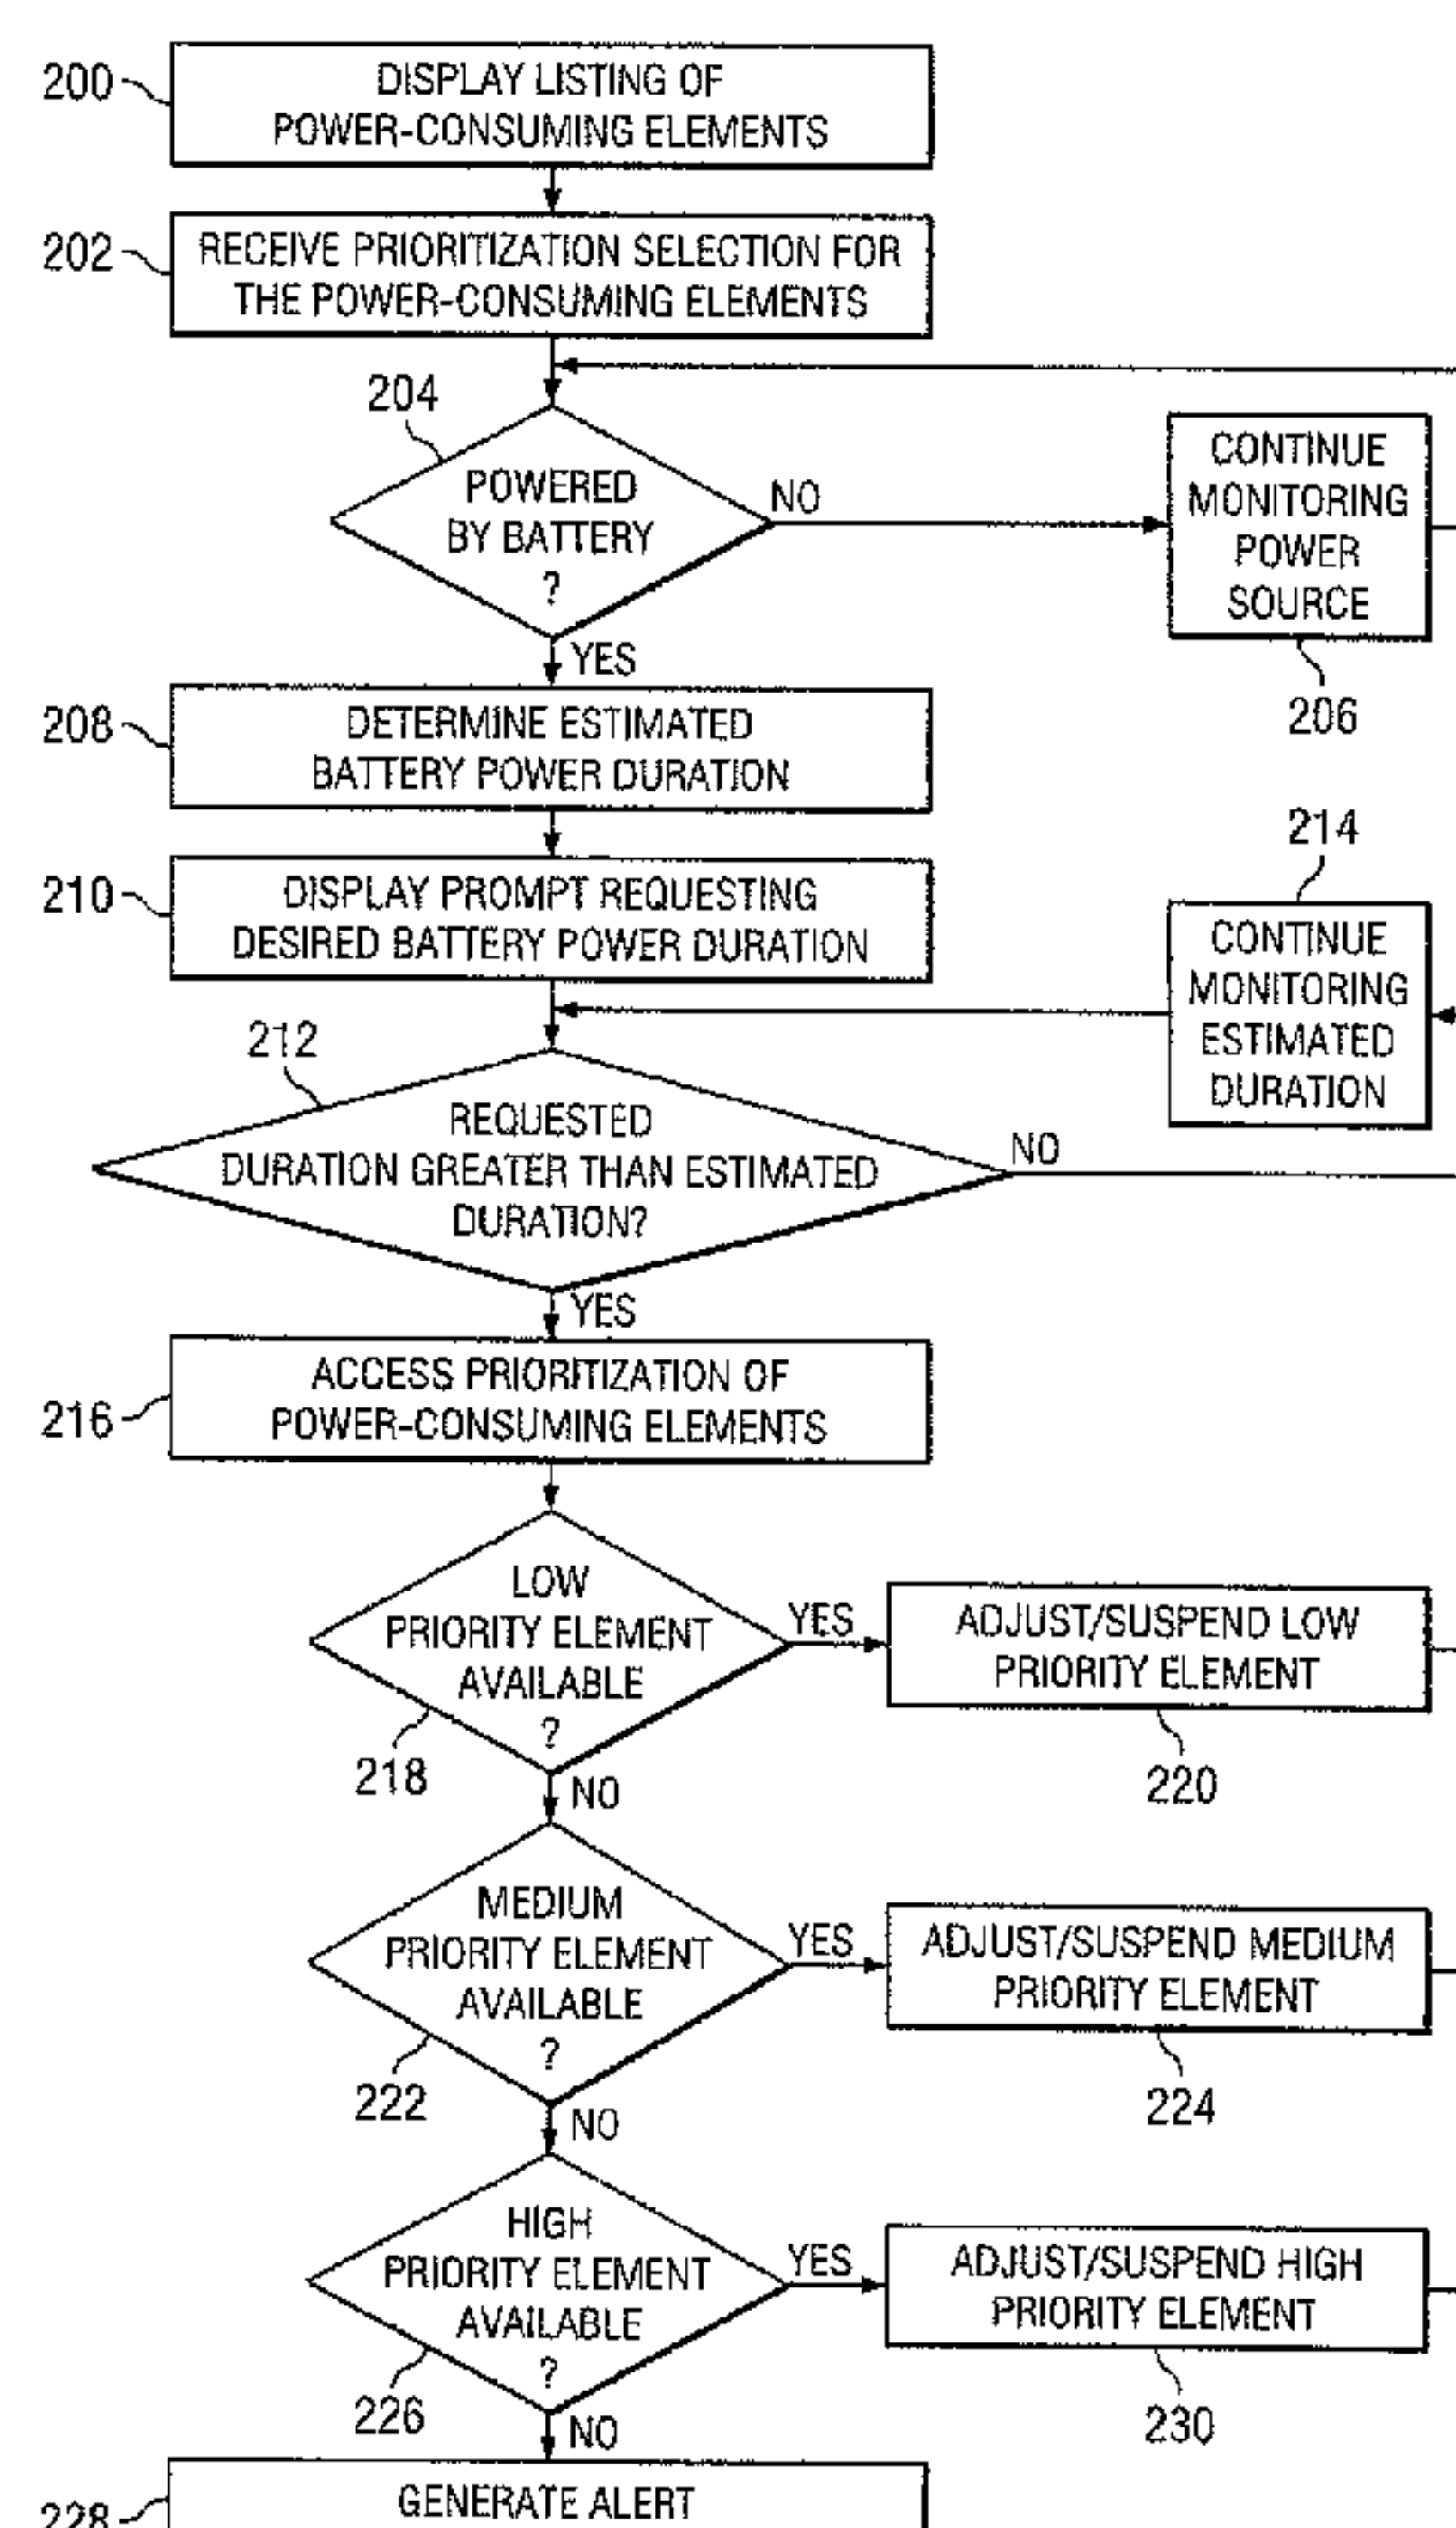 200
DISPLAY LISTING OF
POWER-CONSUMING ELEMENTS
202
RECEIVE PRIORITIZATION SELECTION FOR
THE POWER-CONSUMING ELEMENTS
204
POWERED
BY BATTERY
?
NO
CONTINUE
MONITORING
POWER
SOURCE
206
YES
208
DETERMINE ESTIMATED
BATTERY POWER DURATION
210
DISPLAY PROMPT REQUESTING
DESIRED BATTERY POWER DURATION
214
CONTINUE
MONITORING
ESTIMATED
DURATION
212
REQUESTED
DURATION GREATER THAN ESTIMATED
DURATION?
NO
YES
216
ACCESS PRIORITIZATION OF
POWER-CONSUMING ELEMENTS
LOW
PRIORITY ELEMENT
AVAILABLE
?
218
YES
ADJUST/SUSPEND LOW
PRIORITY ELEMENT
220
NO
MEDIUM
PRIORITY ELEMENT
AVAILABLE
?
222
YES
ADJUST/SUSPEND MEDIUM
PRIORITY ELEMENT
224
NO
HIGH
PRIORITY ELEMENT
AVAILABLE
?
226
YES
ADJUST/SUSPEND HIGH
PRIORITY ELEMENT
230
NO
228
GENERATE ALERT